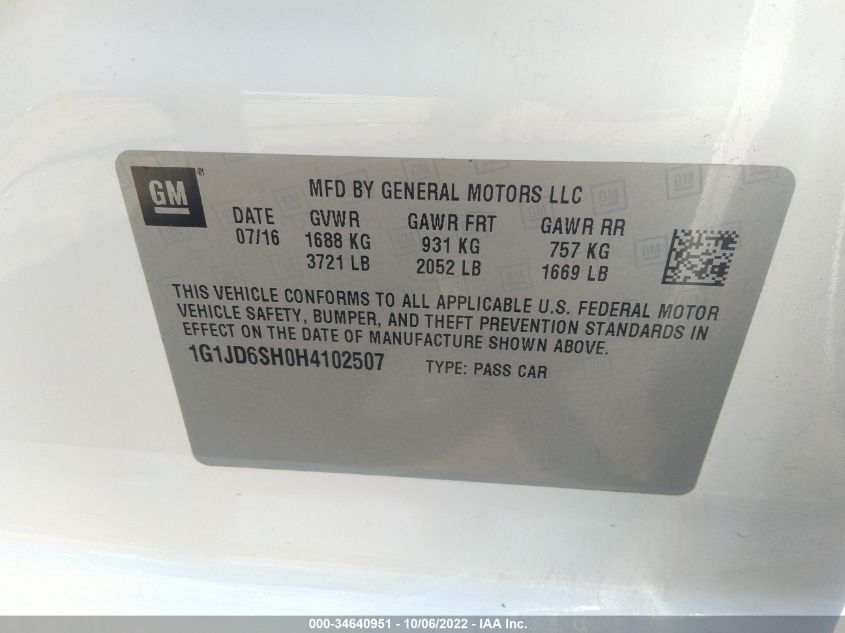 GM®
MFD BY GENERAL MOTORS LLC
DATE GVWR GAWR FRT GAWR RR
07/16 1688 KG 931 KG 757 KG
3721 LB 2052 LB 1669 LB
THIS VEHICLE CONFORMS TO ALL APPLICABLE U.S. FEDERAL MOTOR
VEHICLE SAFETY, BUMPER, AND THEFT PREVENTION STANDARDS IN
EFFECT ON THE DATE OF MANUFACTURE SHOWN ABOVE.
1G1JD6SH0H4102507 TYPE: PASS CAR
000-34640951 - 10/06/2022 - IAA Inc.